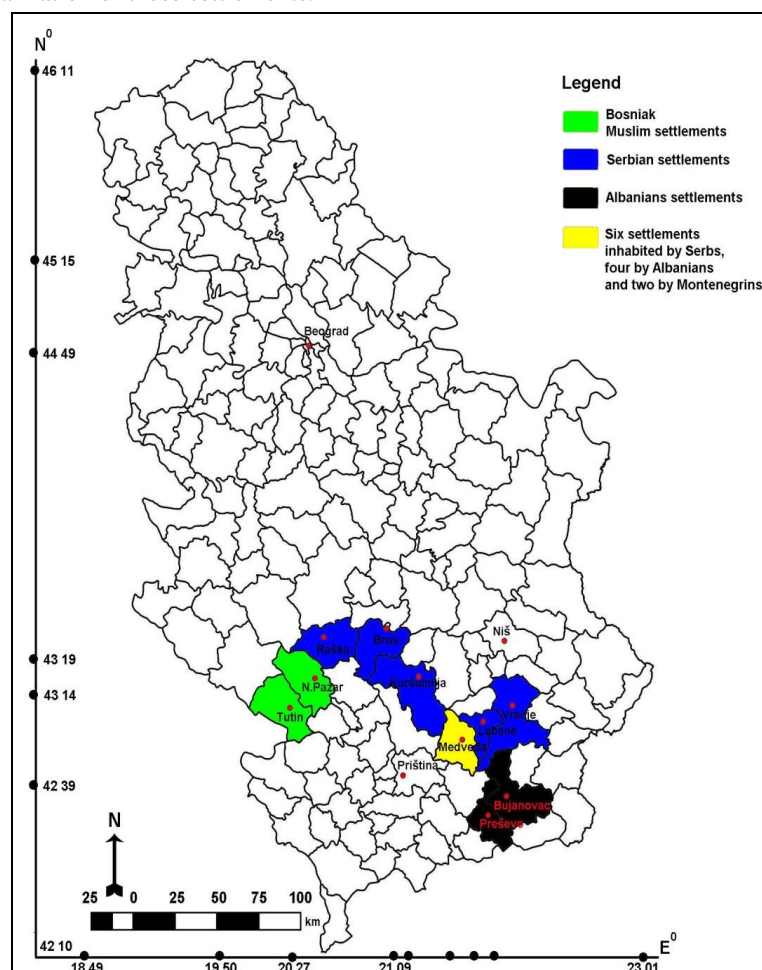 N⁰
46 11
45 15
44 49
43 19
43 14
42 39
42 10
Legend
Bosniak
Muslim settlements
Serbian settlements
Albanians settlements
Six settlements
inhabited by Serbs,
four by Albanians
and two by Montenegrins
Beograd
Niš
Raška
Brus
Kuršumlija
N.Pazar
Tutin
Vranje
Lebane
Medveđa
Priština
Bujanovac
Preševo
N
25 0 25 50 75 100
km
E⁰
18.49 19.50 20.27 21.09 23.01